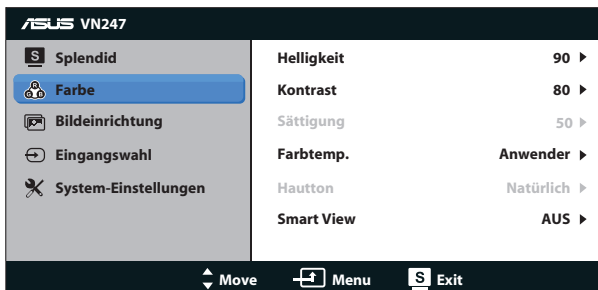 ASUS VN247
S Splendid
Farbe
Bildeinrichtung
Eingangswahl
System-Einstellungen
Helligkeit 90
Kontrast 80
Sättigung 50
Farbtemp. Anwender
Hautton Natürlich
Smart View AUS
Move Menu S Exit